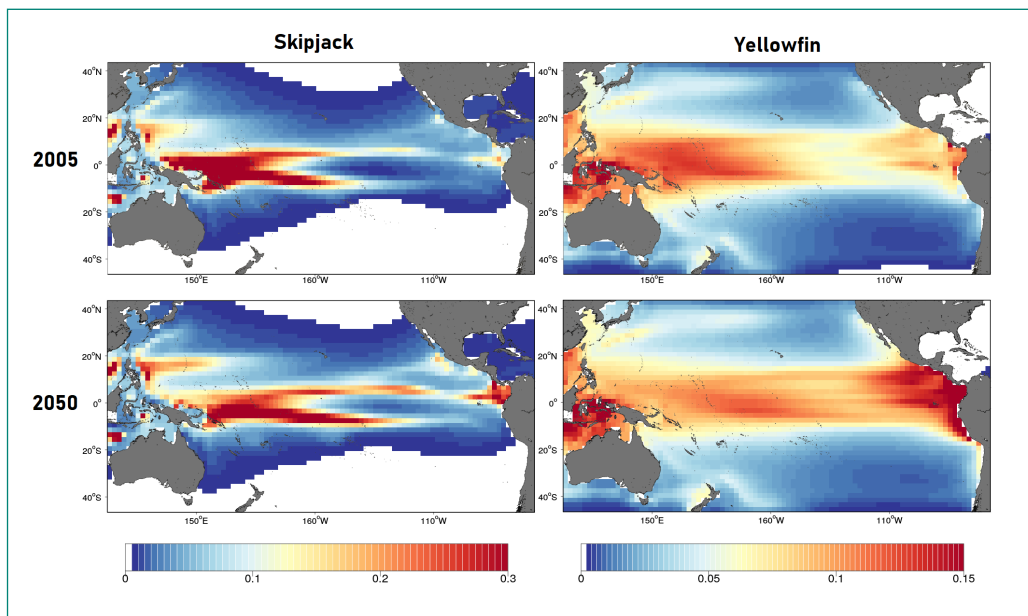 Skipjack Yellowfin
40°N 40°N
20°N 20°N
2005
0° 0°
20°S 20°S
40°S 40°S
150°E 160°W 110°W 150°E 160°W 110°W
40°N 40°N
20°N 20°N
2050
0° 0°
20°S 20°S
40°S 40°S
150°E 160°W 110°W 150°E 160°W 110°W
0 0.1 0.2 0.3 0 0.05 0.1 0.15